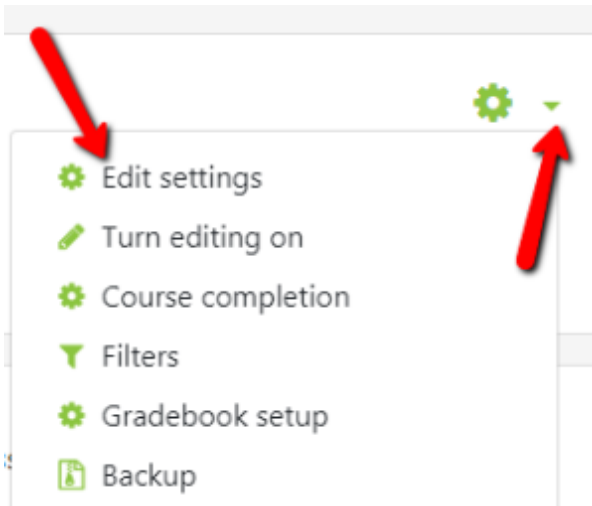 Edit settings
Turn editing on
Course completion
Filters
Gradebook setup
Backup